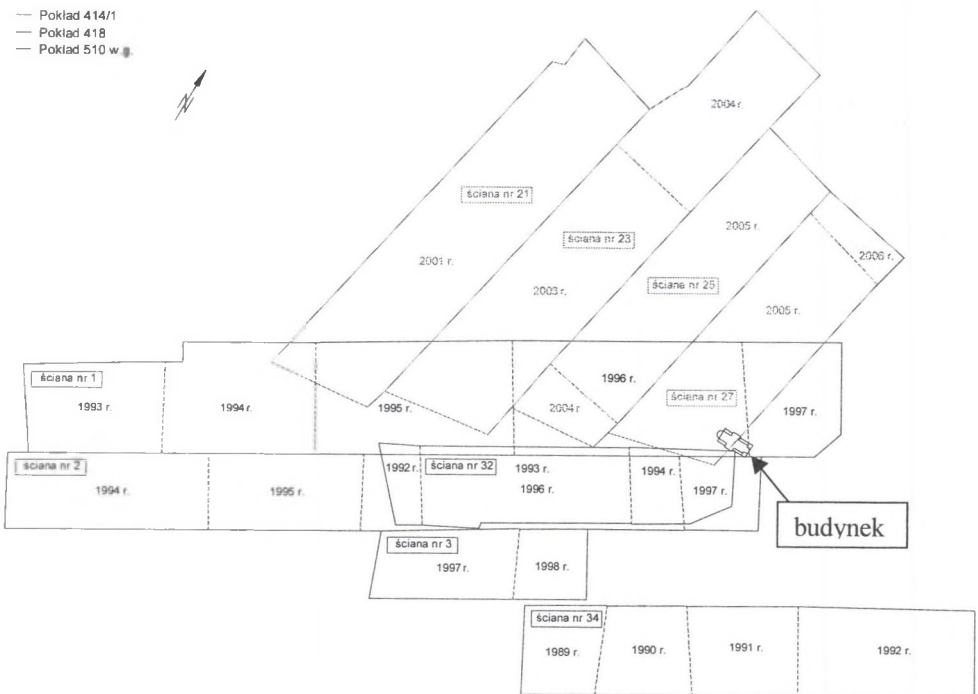 Pokład 414/1
Pokład 418
Pokład 510 w.g.
N
2004 r.
ściana nr 21
2005 r.
ściana nr 23
2006 r.
2001 r.
ściana nr 25
2003 r.
2005 r.
ściana nr 1
1996 r.
1993 r.
1994 r.
1995 r.
2004 r
ściana nr 27
1997 r.
ściana nr 2
1992 r.
ściana nr 32
1993 r.
1994 r.
1994 r.
1995 r.
1996 r.
1997 r.
budynek
ściana nr 3
1997 r.
1998 r.
ściana nr 34
1989 r.
1990 r.
1991 r.
1992 r.